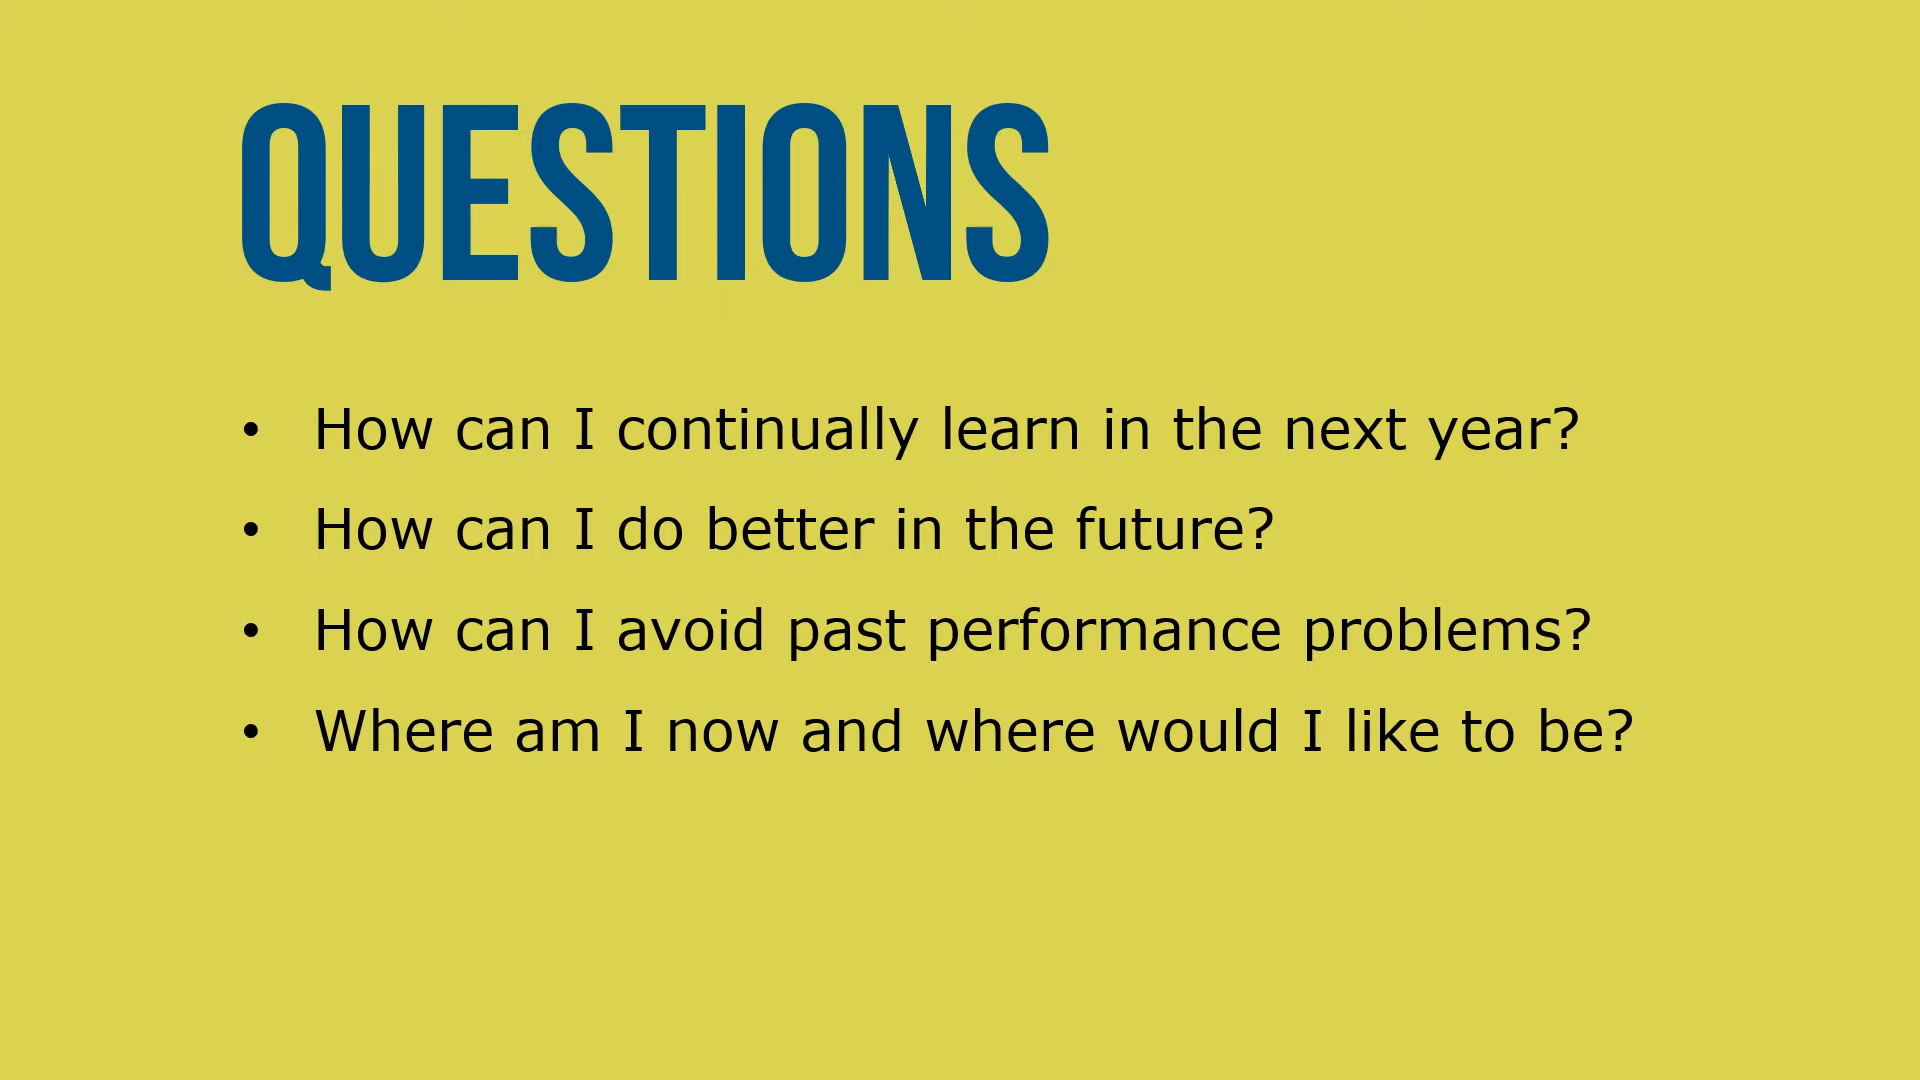 QUESTIONS
• How can I continually learn in the next year?
• How can I do better in the future?
• How can I avoid past performance problems?
• Where am I now and where would I like to be?